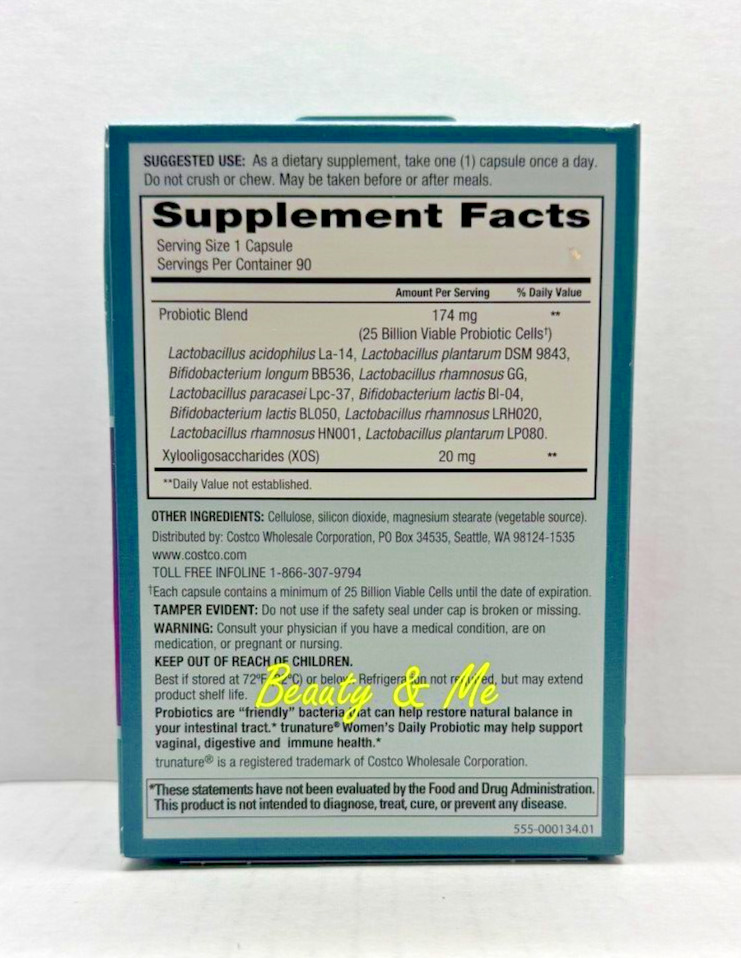 SUGGESTED USE: As a dietary supplement, take one (1) capsule once a day.
Do not crush or chew. May be taken before or after meals.
Supplement Facts
Serving Size 1 Capsule
Servings Per Container 90
Amount Per Serving % Daily Value
Probiotic Blend 174 mg **
(25 Billion Viable Probiotic Cells†)
Lactobacillus acidophilus La-14, Lactobacillus plantarum DSM 9843,
Bifidobacterium longum BB536, Lactobacillus rhamnosus GG,
Lactobacillus paracasei Lpc-37, Bifidobacterium lactis BI-04,
Bifidobacterium lactis BL050, Lactobacillus rhamnosus LRH020,
Lactobacillus rhamnosus HN001, Lactobacillus plantarum LP080.
Xylooligosaccharides (XOS) 20 mg **
**Daily Value not established.
OTHER INGREDIENTS: Cellulose, silicon dioxide, magnesium stearate (vegetable source).
Distributed by: Costco Wholesale Corporation, PO Box 34535, Seattle, WA 98124-1535
www.costco.com
TOLL FREE INFOLINE 1-866-307-9794
†Each capsule contains a minimum of 25 Billion Viable Cells until the date of expiration.
TAMPER EVIDENT: Do not use if the safety seal under cap is broken or missing.
WARNING: Consult your physician if you have a medical condition, are on
medication, or pregnant or nursing.
KEEP OUT OF REACH OF CHILDREN.
Best if stored at 72°F (22°C) or below. Refrigeration not required, but may extend
product shelf life.
Beauty & Me
Probiotics are “friendly” bacteria that can help restore natural balance in
your intestinal tract.* trunature® Women's Daily Probiotic may help support
vaginal, digestive and immune health.*
trunature® is a registered trademark of Costco Wholesale Corporation.
*These statements have not been evaluated by the Food and Drug Administration.
This product is not intended to diagnose, treat, cure, or prevent any disease.
555-000134.01